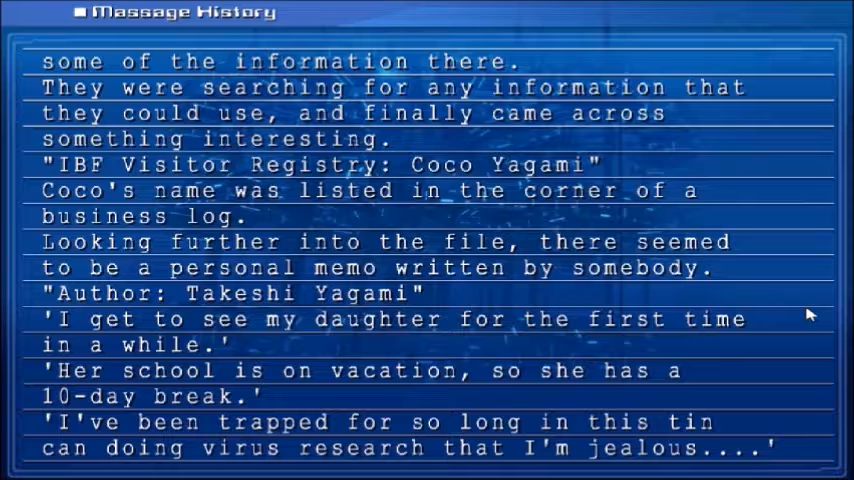 ■ Massage History
some of the information there.
They were searching for any information that
they could use, and finally came across
something interesting.
"IBF Visitor Registry: Coco Yagami"
Coco's name was listed in the corner of a
business log.
Looking further into the file, there seemed
to be a personal memo written by somebody.
"Author: Takeshi Yagami"
'I get to see my daughter for the first time
in a while.'
'Her school is on vacation, so she has a
10-day break.'
'I've been trapped for so long in this tin
can doing virus research that I'm jealous....'